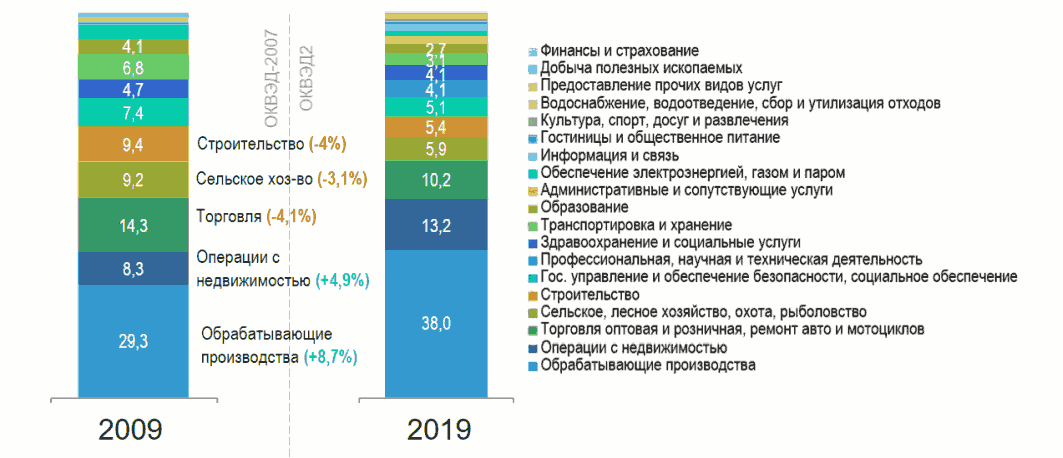 4,1
6,8
4,7
7,4
9,4
9,2
14,3
8,3
29,3
2009
ОКВЭД-2007
ОКВЭД2
Строительство (-4%)
Сельское хоз-во (-3,1%)
Торговля (-4,1%)
Операции с
недвижимостью (+4,9%)
Обрабатывающие
производства (+8,7%)
2,7
3,1
4,1
4,1
5,1
5,4
5,9
10,2
13,2
38,0
2019
Финансы и страхование
Добыча полезных ископаемых
Предоставление прочих видов услуг
Водоснабжение, водоотведение, сбор и утилизация отходов
Культура, спорт, досуг и развлечения
Гостиницы и общественное питание
Информация и связь
Обеспечение электроэнергией, газом и паром
Административные и сопутствующие услуги
Образование
Транспортировка и хранение
Здравоохранение и социальные услуги
Профессиональная, научная и техническая деятельность
Гос. управление и обеспечение безопасности, социальное обеспечение
Строительство
Сельское, лесное хозяйство, охота, рыболовство
Торговля оптовая и розничная, ремонт авто и мотоциклов
Операции с недвижимостью
Обрабатывающие производства